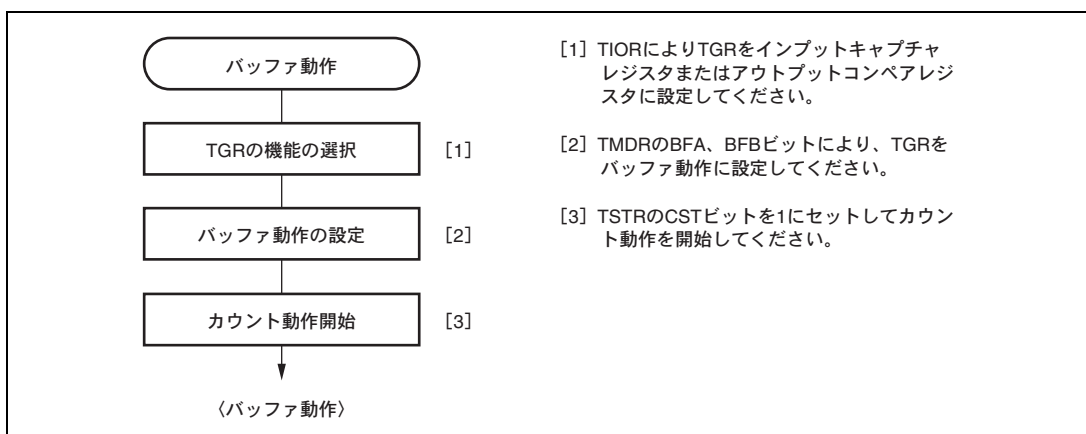 バッファ動作
TGRの機能の選択 [1]
バッファ動作の設定 [2]
カウント動作開始 [3]
〈バッファ動作〉
[1] TIORによりTGRをインプットキャプチャ
レジスタまたはアウトプットコンペアレジ
スタに設定してください。
[2] TMDRのBFA、BFBビットにより、TGRを
バッファ動作に設定してください。
[3] TSTRのCSTビットを1にセットしてカウン
ト動作を開始してください。